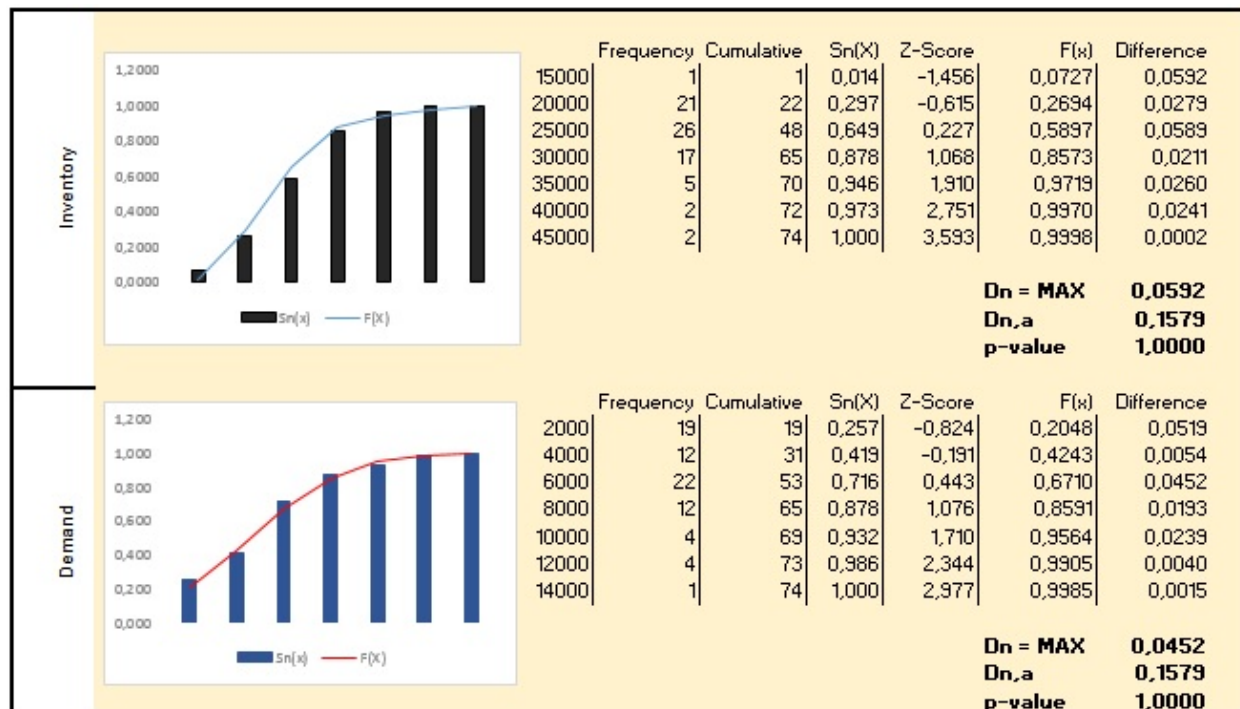 Inventory
1,2000
1,0000
0,8000
0,6000
0,4000
0,2000
0,0000
Sn(x) F(X)
Frequency Cumulative Sn(X) Z-Score F(x) Difference
15000 1 1 0,014 -1,456 0,0727 0,0592
20000 21 22 0,297 -0,615 0,2694 0,0279
25000 26 48 0,649 0,227 0,5897 0,0589
30000 17 65 0,878 1,068 0,8573 0,0211
35000 5 70 0,946 1,910 0,9719 0,0260
40000 2 72 0,973 2,751 0,9970 0,0241
45000 2 74 1,000 3,593 0,9998 0,0002
Dn = MAX 0,0592
Dn,a 0,1579
p-value 1,0000
Demand
1,200
1,000
0,800
0,600
0,400
0,200
0,000
Sn(x) F(X)
Frequency Cumulative Sn(X) Z-Score F(x) Difference
2000 19 19 0,257 -0,824 0,2048 0,0519
4000 12 31 0,419 -0,191 0,4243 0,0054
6000 22 53 0,716 0,443 0,6710 0,0452
8000 12 65 0,878 1,076 0,8591 0,0193
10000 4 69 0,932 1,710 0,9564 0,0239
12000 4 73 0,986 2,344 0,9905 0,0040
14000 1 74 1,000 2,977 0,9985 0,0015
Dn = MAX 0,0452
Dn,a 0,1579
p-value 1,0000